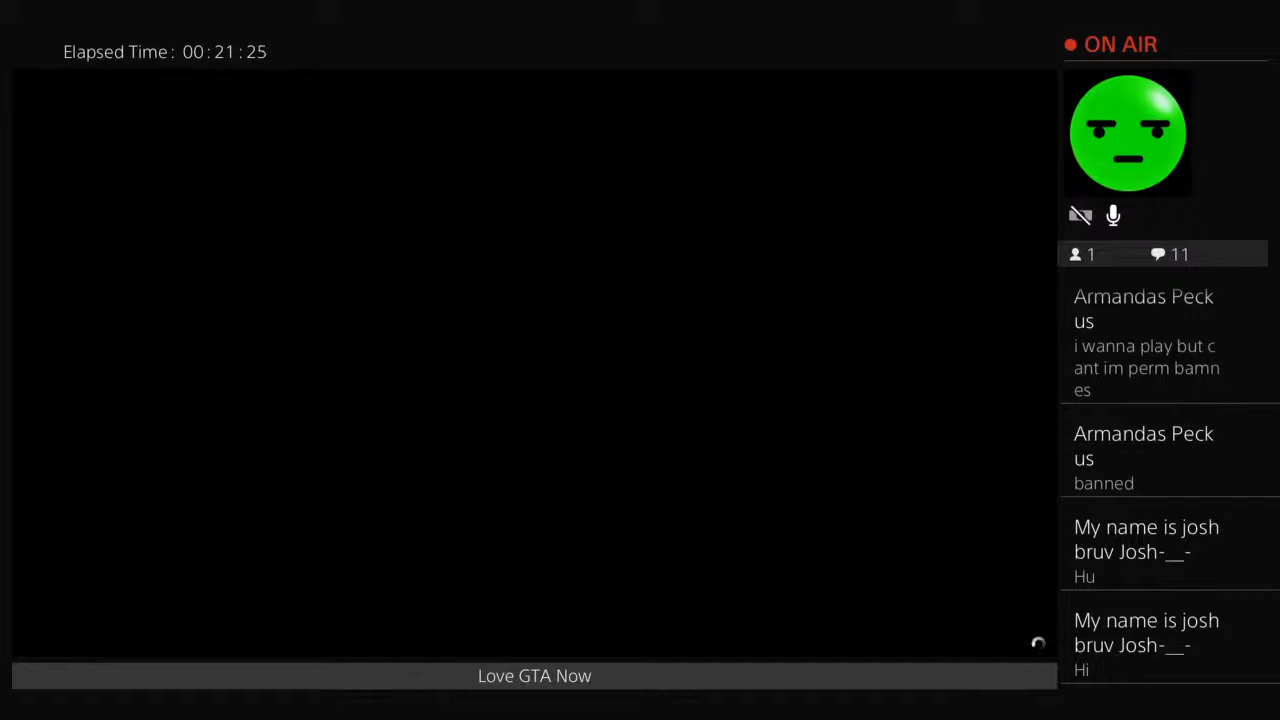 Elapsed Time: 00:21:25
ON AIR
1 11
Armandas Peck
us
i wanna play but c
ant im perm bamn
es
Armandas Peck
us
banned
My name is josh
bruv Josh-__-
Hu
My name is josh
bruv Josh-__-
Hi
Love GTA Now